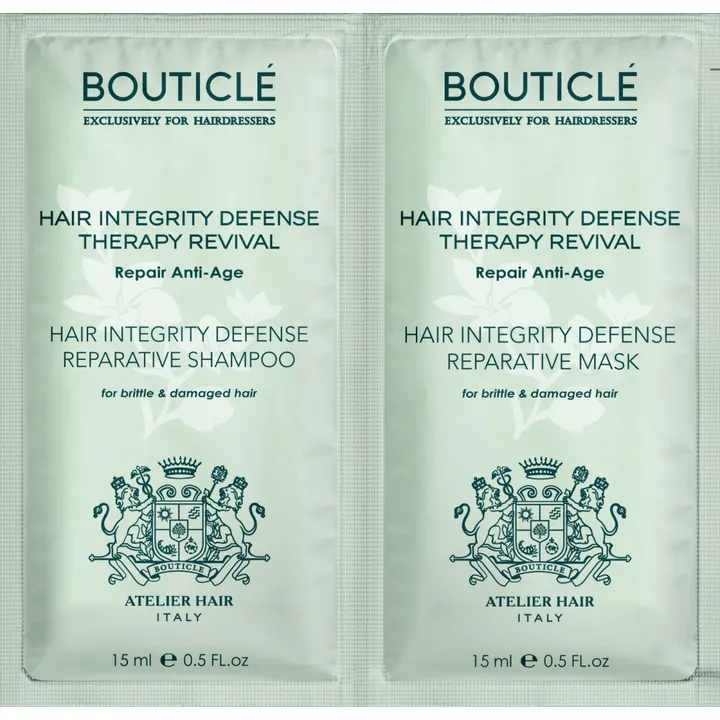 BOUTICLÉ
EXCLUSIVELY FOR HAIRDRESSERS
HAIR INTEGRITY DEFENSE
THERAPY REVIVAL
Repair Anti-Age
HAIR INTEGRITY DEFENSE
REPARATIVE SHAMPOO
for brittle & damaged hair
BOUTICLE
ATELIER HAIR
ITALY
15 ml e 0.5 FL.oz
BOUTICLÉ
EXCLUSIVELY FOR HAIRDRESSERS
HAIR INTEGRITY DEFENSE
THERAPY REVIVAL
Repair Anti-Age
HAIR INTEGRITY DEFENSE
REPARATIVE MASK
for brittle & damaged hair
BOUTICLE
ATELIER HAIR
ITALY
15 ml e 0.5 FL.oz